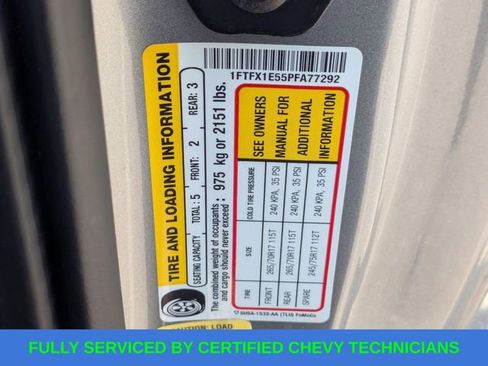 1FTFX1E55PFA77292
TIRE AND LOADING INFORMATION
SEATING CAPACITY TOTAL: 5 FRONT: 2 REAR: 3
The combined weight of occupants and cargo should never exceed : 975 kg or 2151 lbs.
TIRE SIZE COLD TIRE PRESSURE
FRONT 265/70R17 115T 240 KPA, 35 PSI
REAR 265/70R17 115T 240 KPA, 35 PSI
SPARE 245/75R17 112T 240 KPA, 35 PSI
SEE OWNERS
MANUAL FOR
ADDITIONAL
INFORMATION
CAUTION: LOAD
FULLY SERVICED BY CERTIFIED CHEVY TECHNICIANS